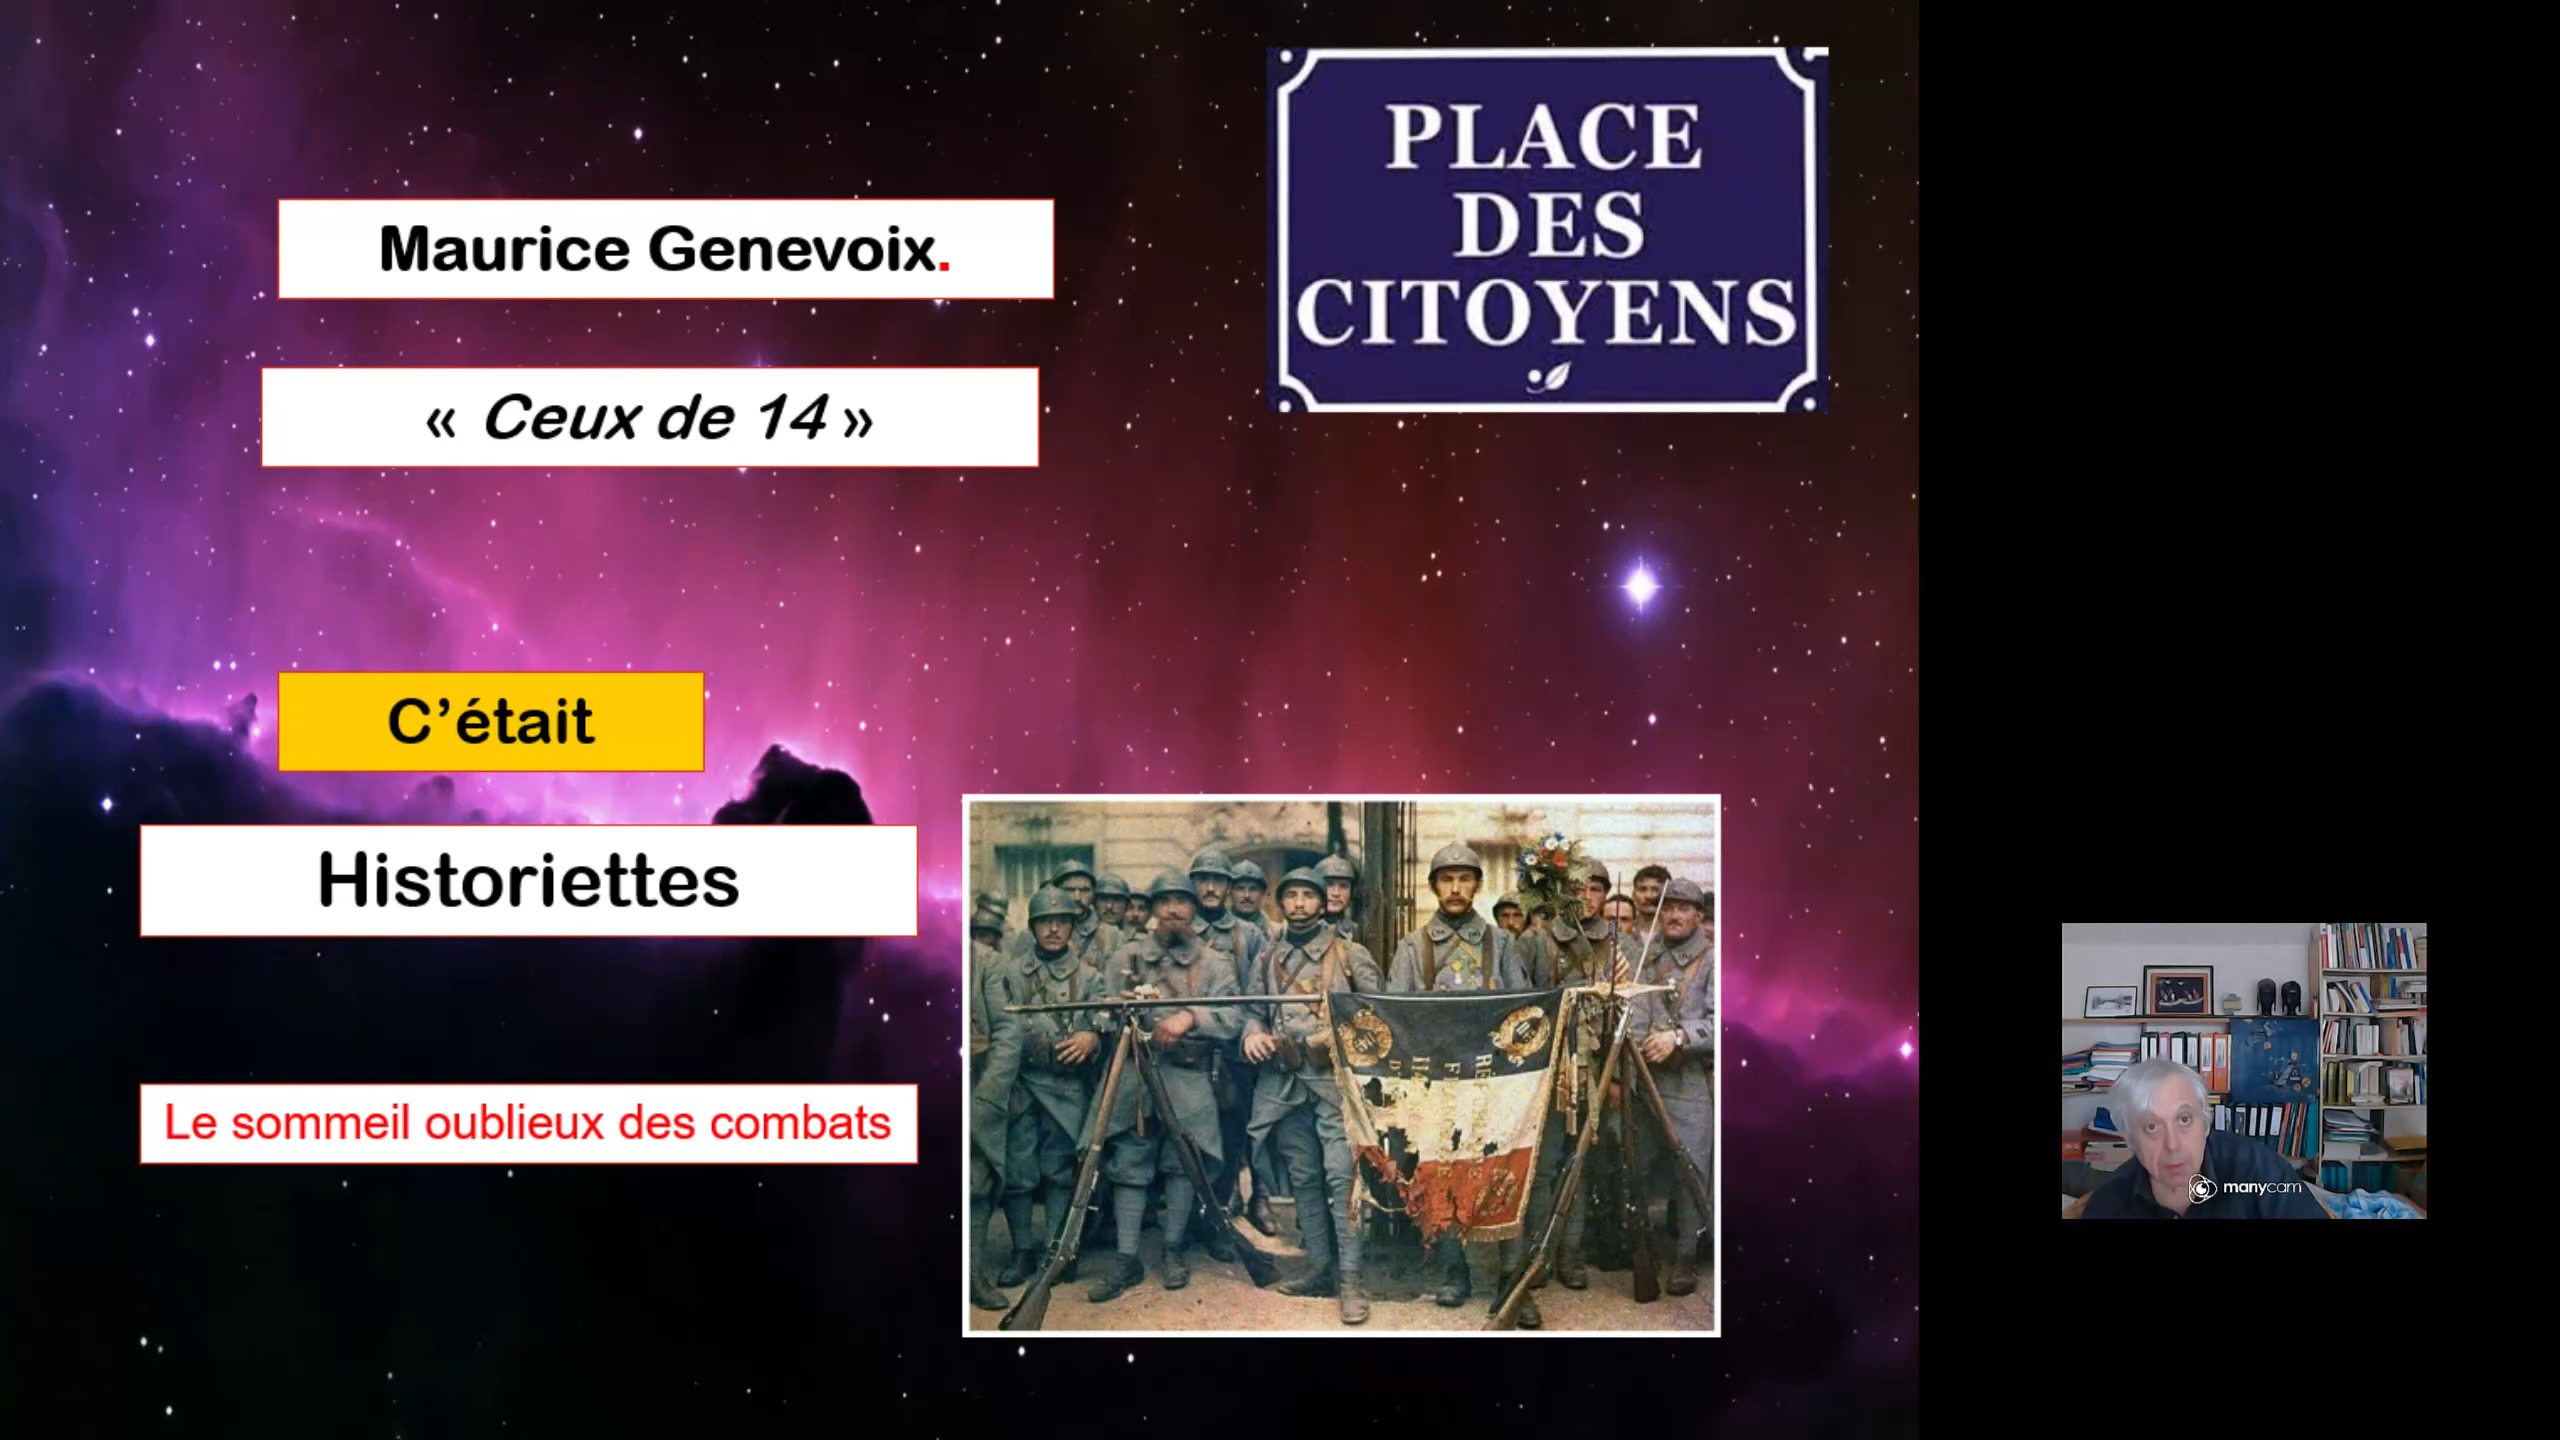 Maurice Genevoix.
« Ceux de 14 »
PLACE
DES
CITOYENS
C’était
Historiettes
Le sommeil oublieux des combats
manycam